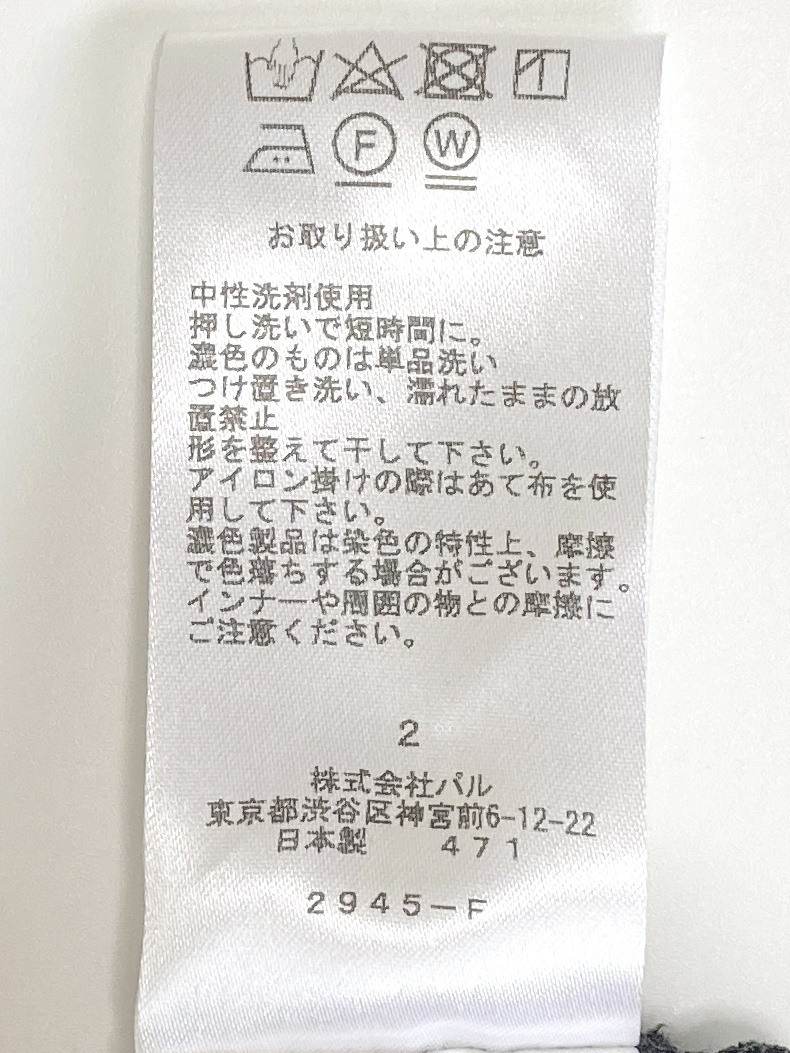 F W
お取り扱い上の注意
中性洗剤使用
押し洗いで短時間に。
濃色のものは単品洗い
つけ置き洗い、濡れたままの放
置禁止
形を整えて干して下さい。
アイロン掛けの際はあて布を使
用して下さい。
濃色製品は染色の特性上、摩擦
で色落ちする場合がございます。
インナーや周囲の物との摩擦に
ご注意ください。
2
株式会社パル
東京都渋谷区神宮前6-12-22
日本製 471
2945-F